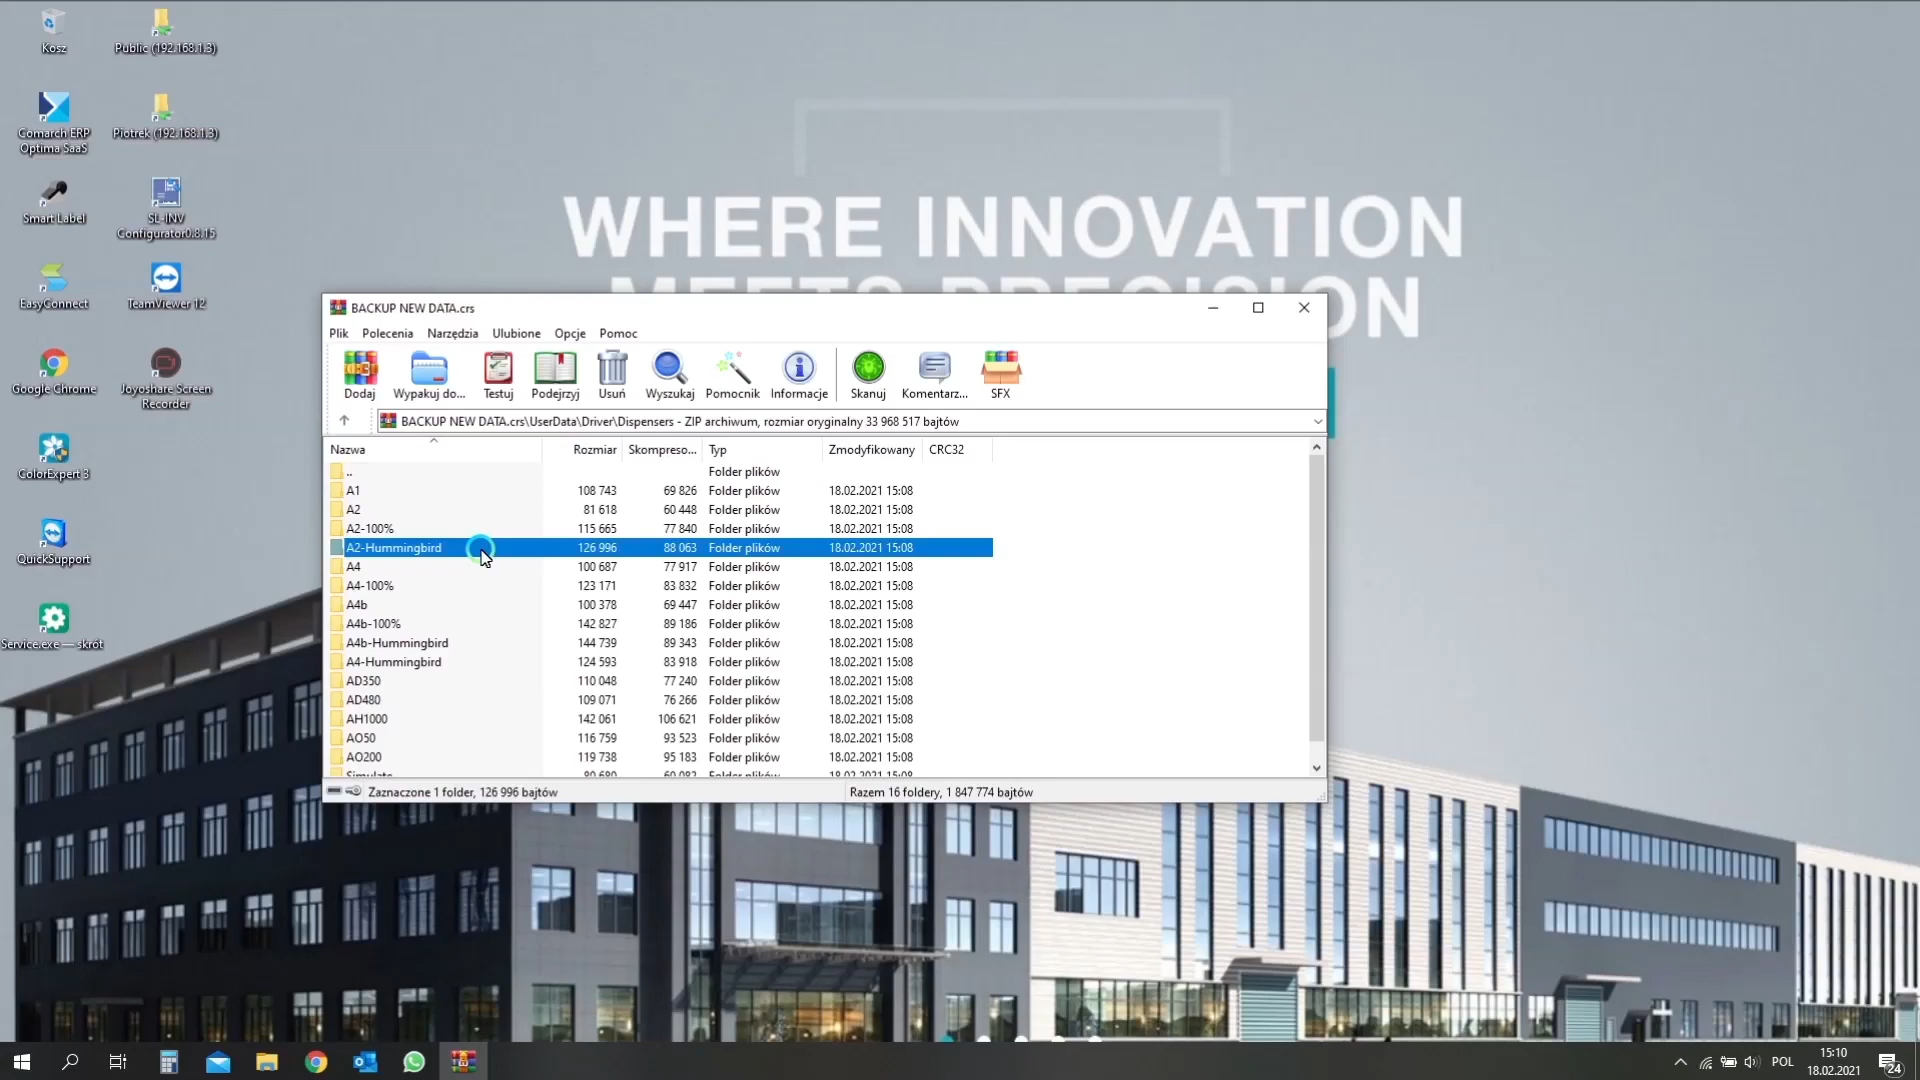 Kosz
Public (192.168.1.3)
Comarch ERP
Optima SaaS
Piotrek (192.168.1.3)
Smart Label
SL-INV
Configurator0.8.15
EasyConnect
TeamViewer 12
Google Chrome
Joyoshare Screen
Recorder
ColorExpert 3
QuickSupport
Service.exe — skrót
WHERE INNOVATION
MEETS PRECISION
BACKUP NEW DATA.crs
Plik Polecenia Narzędzia Ulubione Opcje Pomoc
Dodaj Wypakuj do... Testuj Podejrzyj Usuń Wyszukaj Pomocnik Informacje Skanuj Komentarz... SFX
BACKUP NEW DATA.crs\UserData\Driver\Dispensers - ZIP archiwum, rozmiar oryginalny 33 968 517 bajtów
Nazwa Rozmiar Skompreso... Typ Zmodyfikowany CRC32
.. Folder plików
A1 108 743 69 826 Folder plików 18.02.2021 15:08
A2 81 618 60 448 Folder plików 18.02.2021 15:08
A2-100% 115 665 77 840 Folder plików 18.02.2021 15:08
A2-Hummingbird 126 996 88 063 Folder plików 18.02.2021 15:08
A4 100 687 77 917 Folder plików 18.02.2021 15:08
A4-100% 123 171 83 832 Folder plików 18.02.2021 15:08
A4b 100 378 69 447 Folder plików 18.02.2021 15:08
A4b-100% 142 827 89 186 Folder plików 18.02.2021 15:08
A4b-Hummingbird 144 739 89 343 Folder plików 18.02.2021 15:08
A4-Hummingbird 124 593 83 918 Folder plików 18.02.2021 15:08
AD350 110 048 77 240 Folder plików 18.02.2021 15:08
AD480 109 071 76 266 Folder plików 18.02.2021 15:08
AH1000 142 061 106 621 Folder plików 18.02.2021 15:08
AO50 116 759 93 523 Folder plików 18.02.2021 15:08
AO200 119 738 95 183 Folder plików 18.02.2021 15:08
Simulate 80 680 60 082 Folder plików 18.02.2021 15:08
Zaznaczone 1 folder, 126 996 bajtów
Razem 16 foldery, 1 847 774 bajtów
POL
15:10
18.02.2021
24